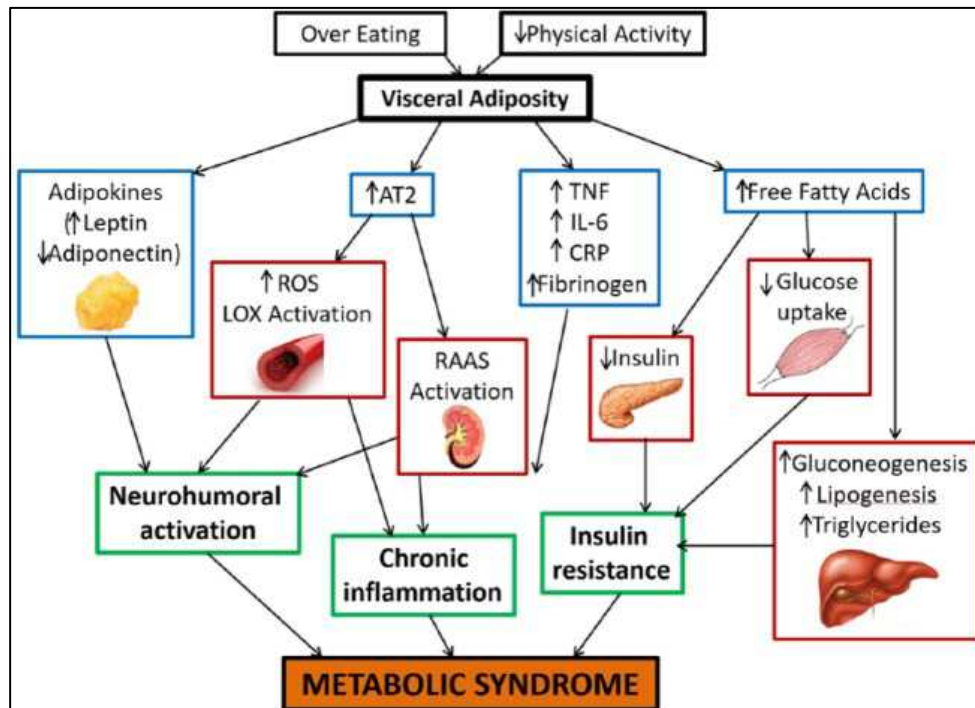 Over Eating
↓Physical Activity
Visceral Adiposity
Adipokines
(↑Leptin
↓Adiponectin)
↑AT2
↑ TNF
↑ IL-6
↑ CRP
↑Fibrinogen
↑Free Fatty Acids
↑ROS
LOX Activation
RAAS
Activation
↓Insulin
↓ Glucose
uptake
↑Gluconeogenesis
↑ Lipogenesis
↑Triglycerides
Neurohumoral
activation
Chronic
inflammation
Insulin
resistance
METABOLIC SYNDROME